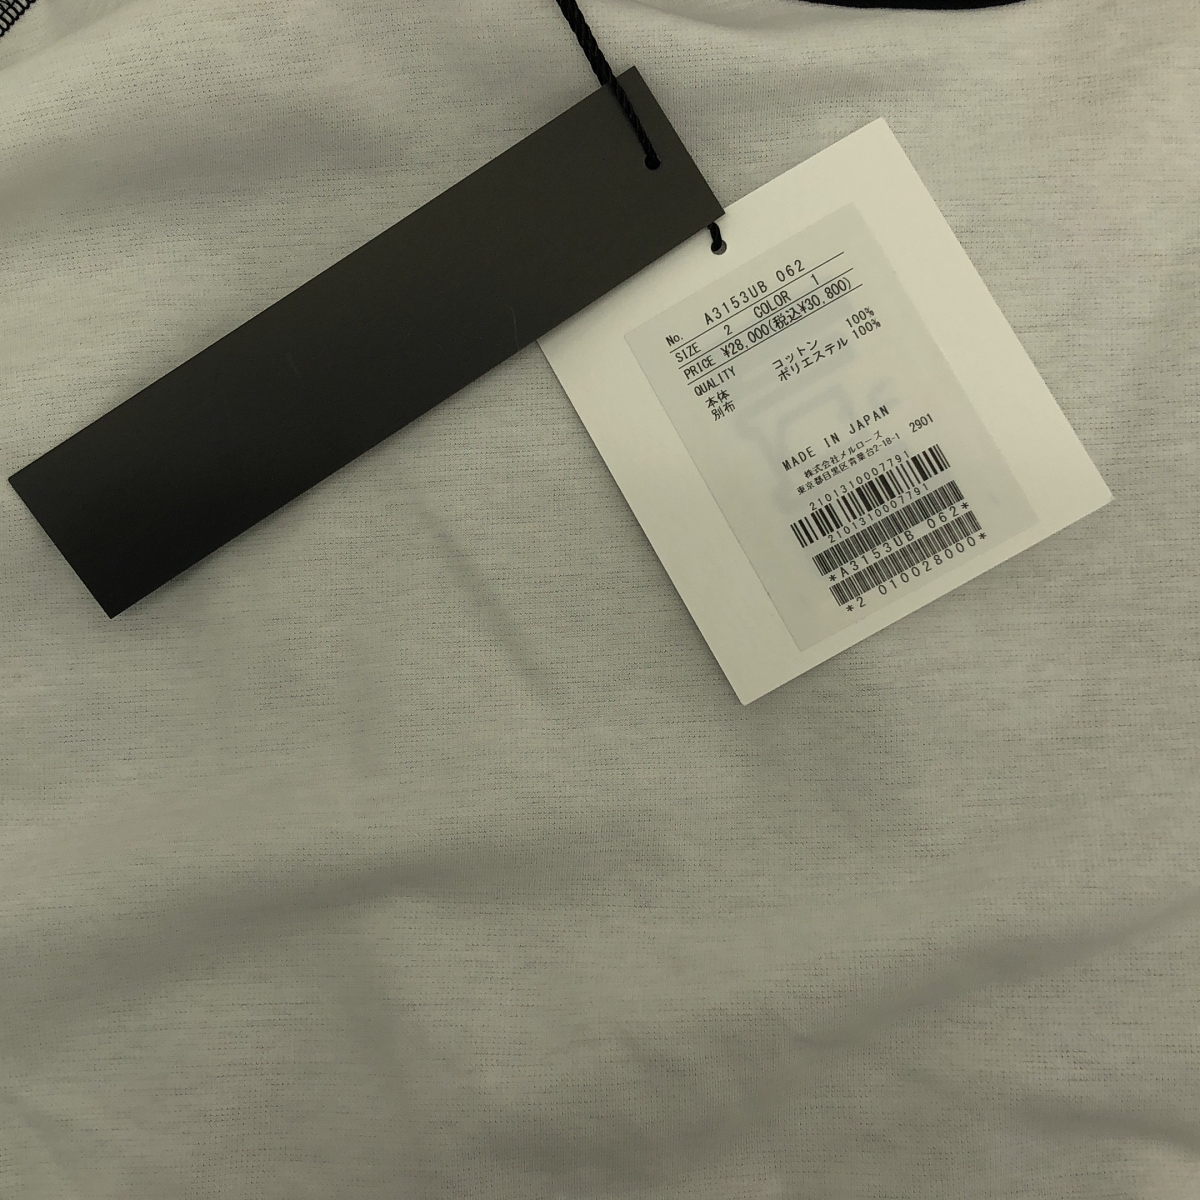 No. A3153UB 062
SIZE 2 COLOR 1
PRICE ¥28,000(税込¥30,800)
QUALITY
本体 コットン 100%
別布 ポリエステル 100%
MADE IN JAPAN
株式会社メルローズ
東京都目黒区青葉台2-18-1 2901
2101310007791
2101310007791
*A3153UB 062*
*2 010028000*